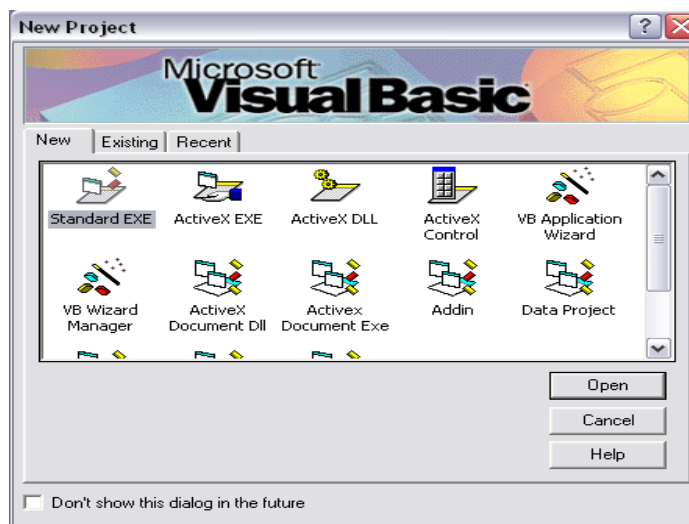 New Project
Microsoft
Visual Basic
New Existing Recent
Standard EXE ActiveX EXE ActiveX DLL ActiveX Control VB Application Wizard
VB Wizard Manager ActiveX Document Dll Activex Document Exe Addin Data Project
Open
Cancel
Help
Don't show this dialog in the future